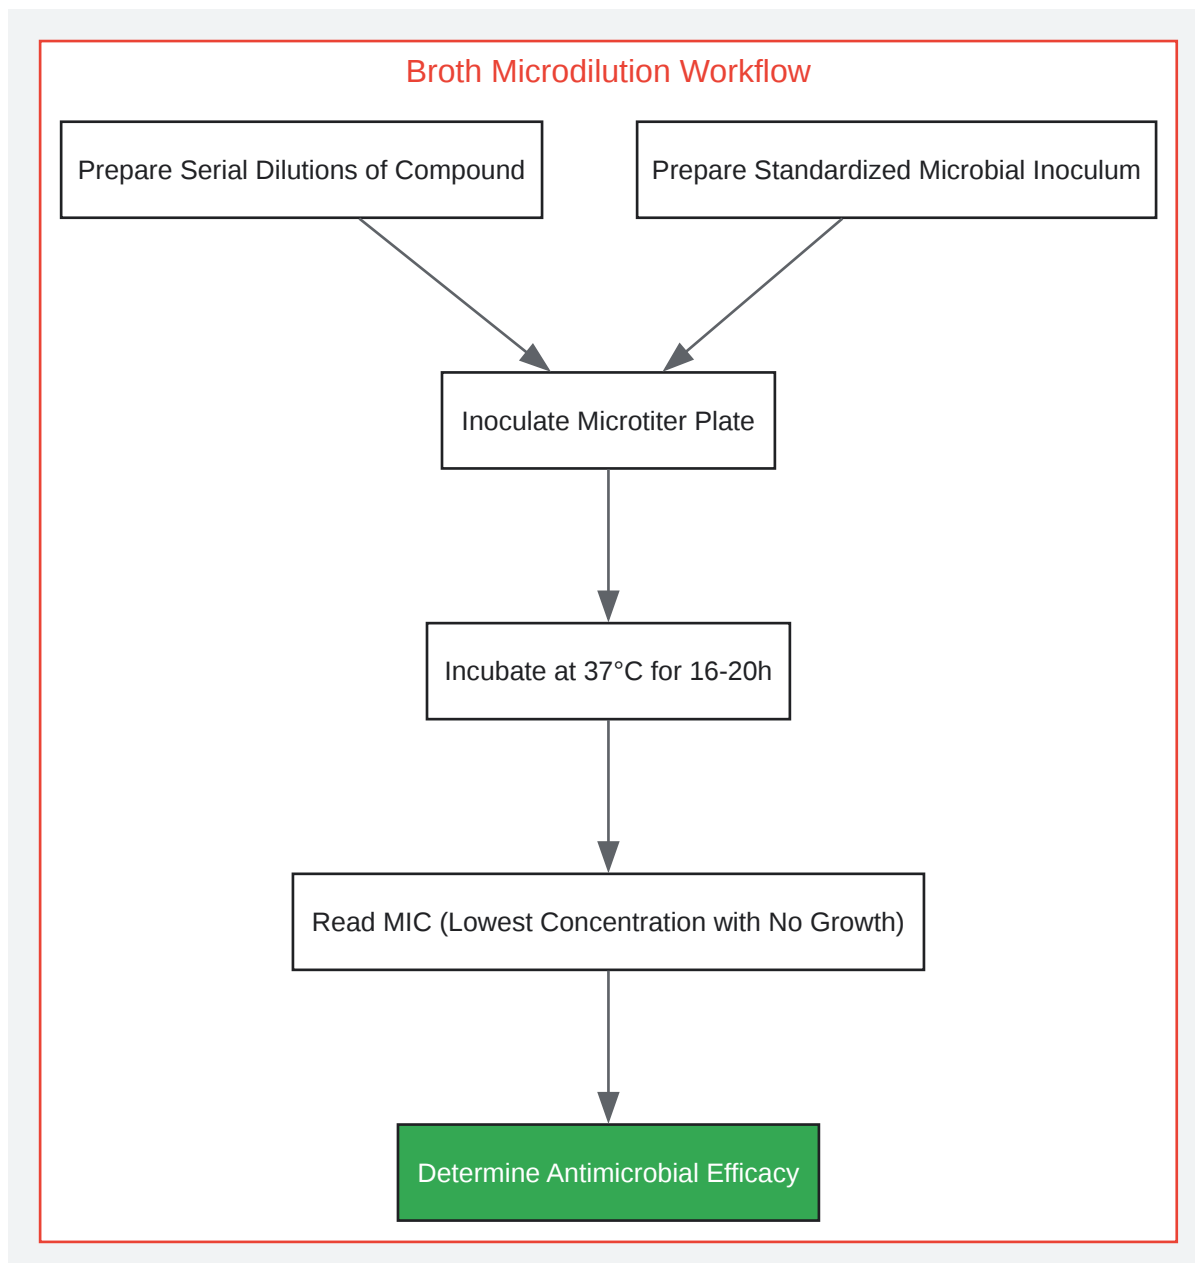 Broth Microdilution Workflow
Prepare Serial Dilutions of Compound
Prepare Standardized Microbial Inoculum
Inoculate Microtiter Plate
Incubate at 37°C for 16-20h
Read MIC (Lowest Concentration with No Growth)
Determine Antimicrobial Efficacy